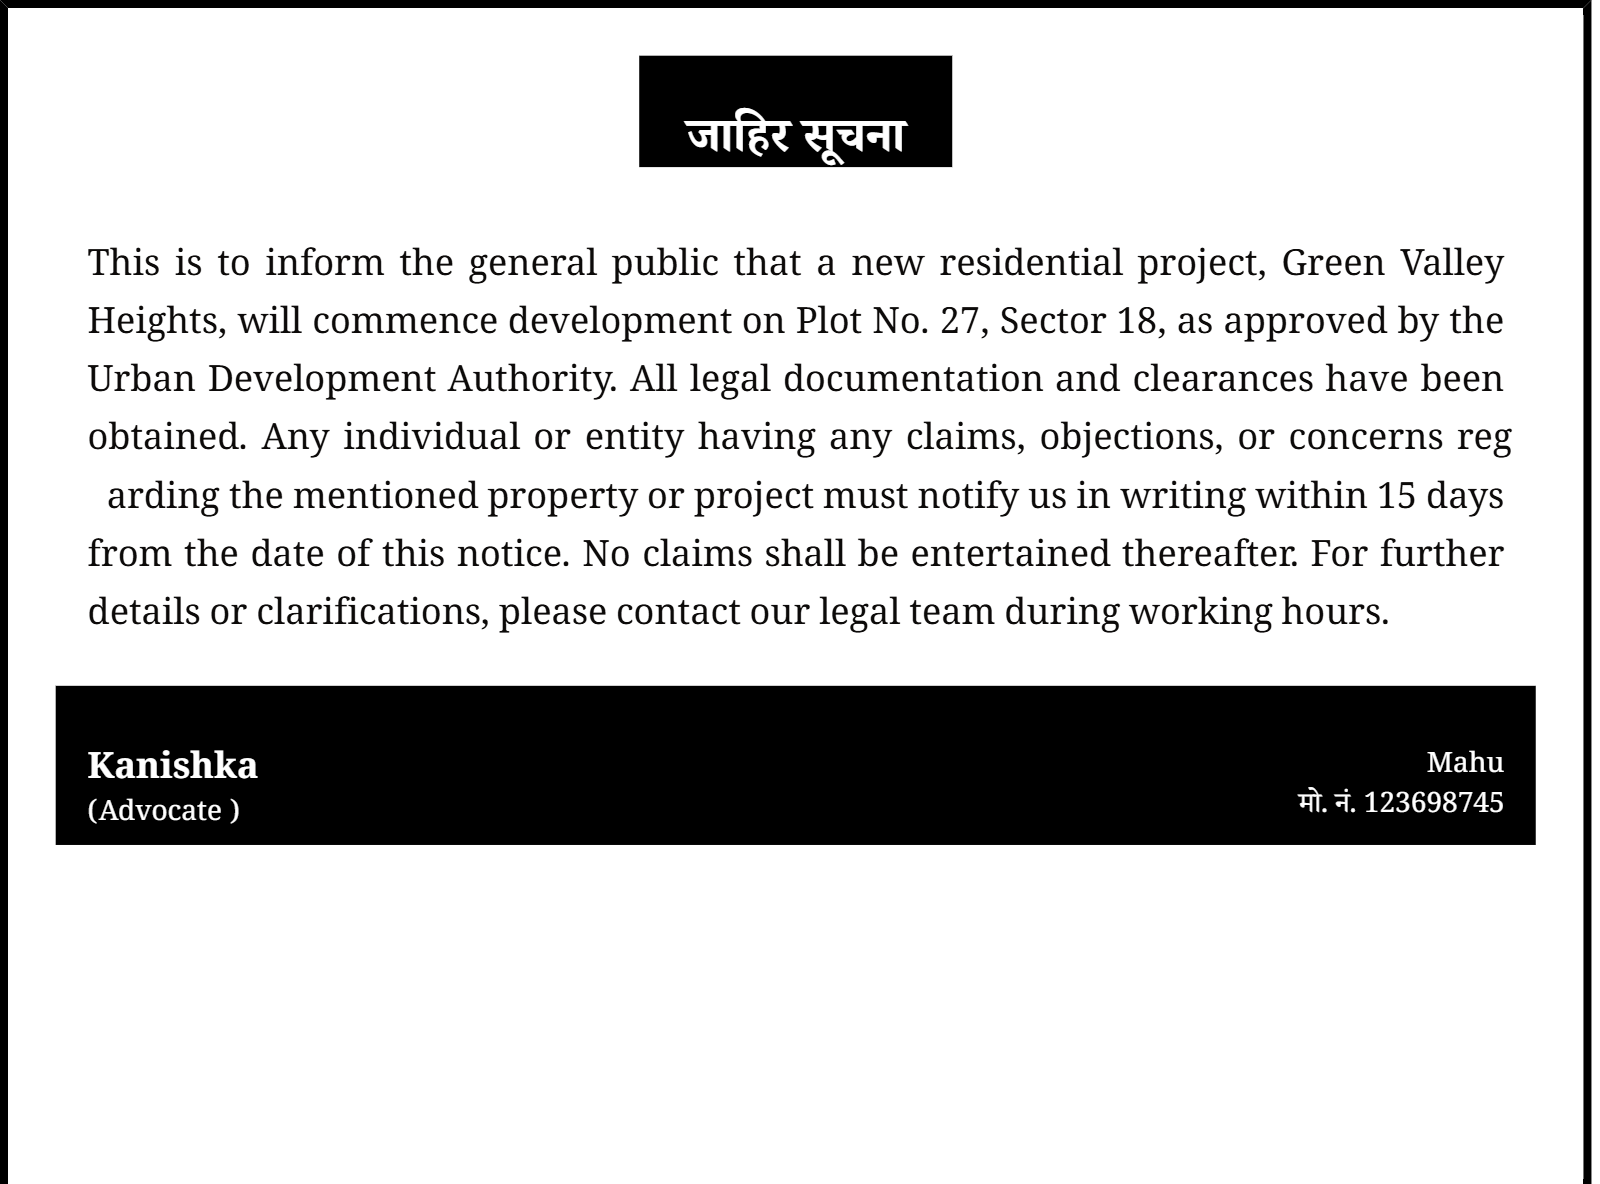 जाहिर सूचना
This is to inform the general public that a new residential project, Green Valley
Heights, will commence development on Plot No. 27, Sector 18, as approved by the
Urban Development Authority. All legal documentation and clearances have been
obtained. Any individual or entity having any claims, objections, or concerns reg
arding the mentioned property or project must notify us in writing within 15 days
from the date of this notice. No claims shall be entertained thereafter. For further
details or clarifications, please contact our legal team during working hours.
Kanishka
(Advocate )
Mahu
मो. नं. 123698745